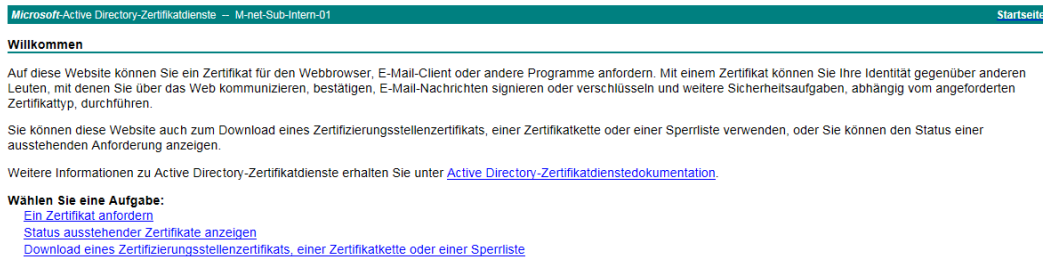 Microsoft-Active Directory-Zertifikatdienste -- M-net-Sub-Intern-01 Startseite
Willkommen
Auf diese Website können Sie ein Zertifikat für den Webbrowser, E-Mail-Client oder andere Programme anfordern. Mit einem Zertifikat können Sie Ihre Identität gegenüber anderen
Leuten, mit denen Sie über das Web kommunizieren, bestätigen, E-Mail-Nachrichten signieren oder verschlüsseln und weitere Sicherheitsaufgaben, abhängig vom angeforderten
Zertifikattyp, durchführen.
Sie können diese Website auch zum Download eines Zertifizierungsstellenzertifikats, einer Zertifikatkette oder einer Sperrliste verwenden, oder Sie können den Status einer
ausstehenden Anforderung anzeigen.
Weitere Informationen zu Active Directory-Zertifikatdienste erhalten Sie unter Active Directory-Zertifikatdienstedokumentation.
Wählen Sie eine Aufgabe:
Ein Zertifikat anfordern
Status ausstehender Zertifikate anzeigen
Download eines Zertifizierungsstellenzertifikats, einer Zertifikatkette oder einer Sperrliste